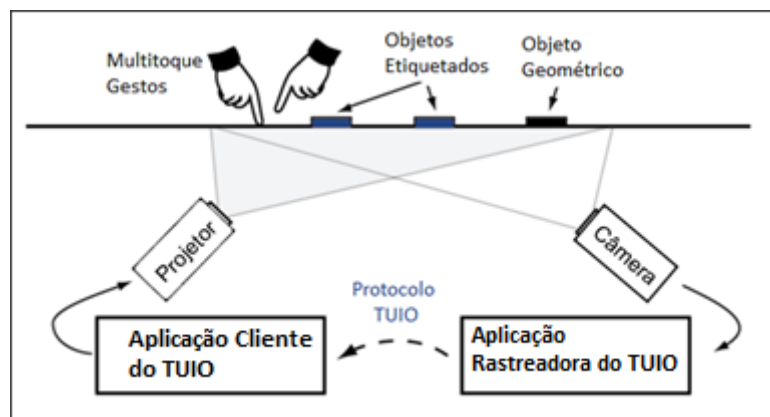 Multitoque
Gestos
Objetos
Etiquetados
Objeto
Geométrico
Projetor
Câmera
Protocolo
TUIO
Aplicação Cliente
do TUIO
Aplicação
Rastreadora do TUIO